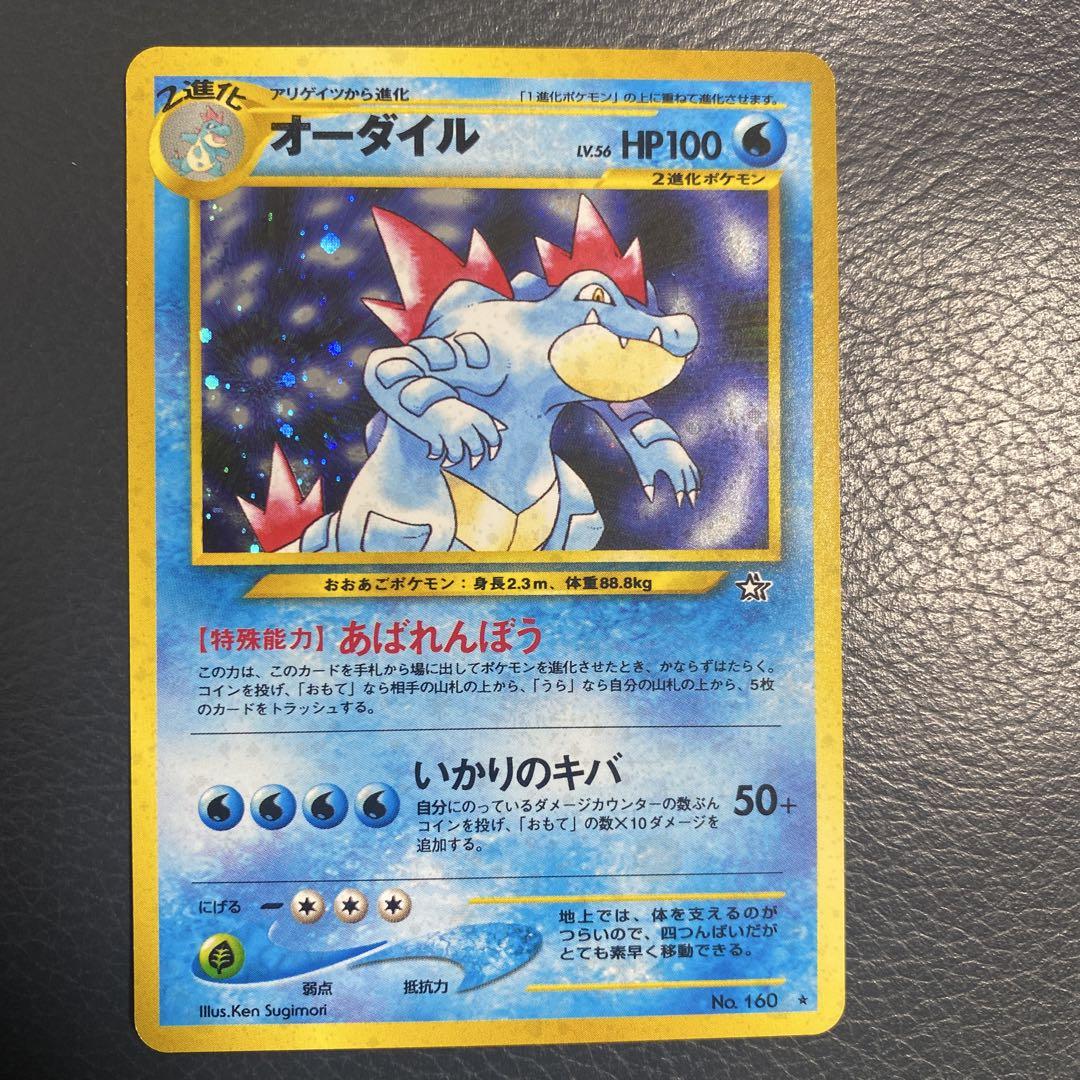 2進化
アリゲイツから進化
「1進化ポケモン」の上に重ねて進化させます。
オーダイル
LV.56 HP100
2進化ポケモン
おおあごポケモン：身長2.3m、体重88.8kg
【特殊能力】あばれんぼう
この力は、このカードを手札から場に出してポケモンを進化させたとき、かならずはたらく。
コインを投げ、「おもて」なら相手の山札の上から、「うら」なら自分の山札の上から、5枚
のカードをトラッシュする。
いかりのキバ
自分にのっているダメージカウンターの数ぶん
コインを投げ、「おもて」の数×10ダメージを
追加する。
50+
にげる
弱点
抵抗力
地上では、体を支えるのが
つらいので、四つんばいだが
とても素早く移動できる。
Illus.Ken Sugimori
No. 160